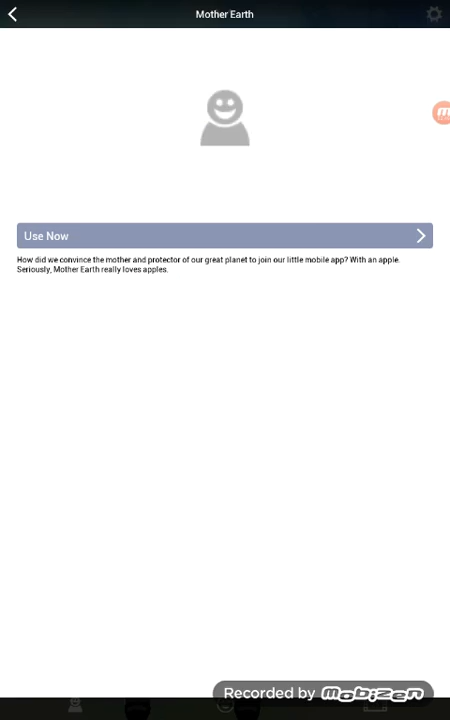 Mother Earth
Use Now
How did we convince the mother and protector of our great planet to join our little mobile app? With an apple.
Seriously, Mother Earth really loves apples.
Recorded by Mobizen